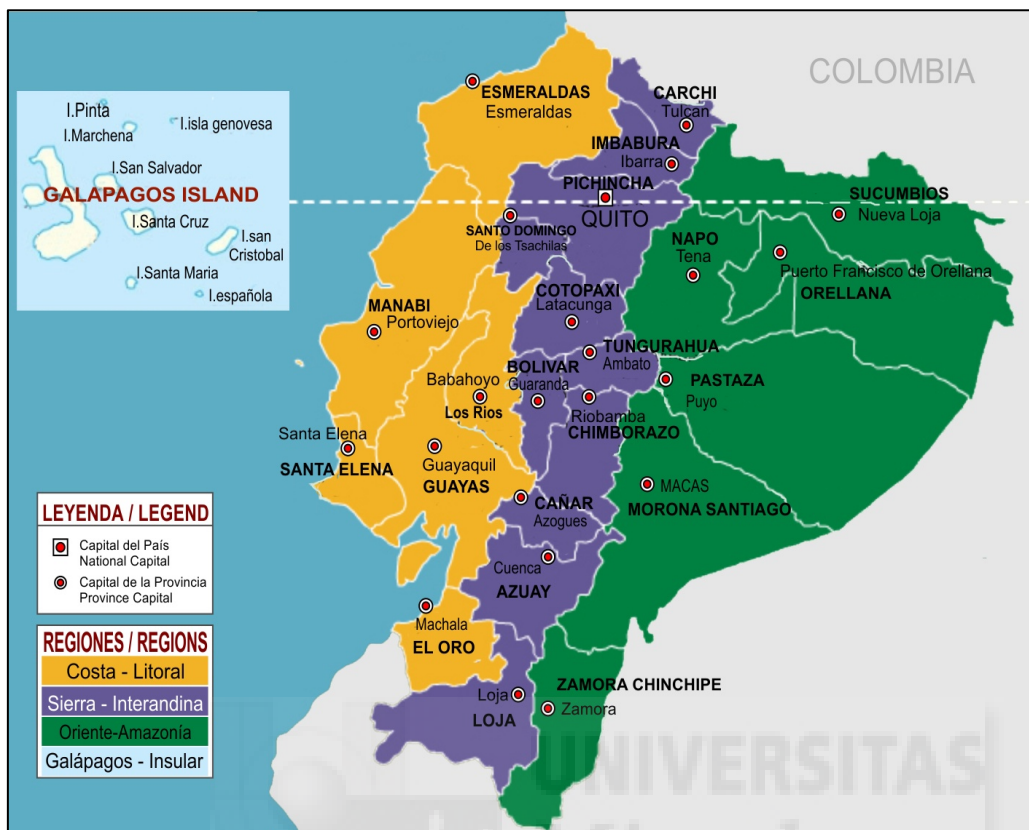 COLOMBIA
ESMERALDAS
Esmeraldas
CARCHI
Tulcan
IMBABURA
Ibarra
PICHINCHA
QUITO
I.Pinta
I.Marchena
I.isla genovesa
I.San Salvador
GALAPAGOS ISLAND
I.Santa Cruz
I.san
Cristobal
I.Santa Maria
I.española
SANTO DOMINGO
De los Tsachilas
SUCUMBIOS
Nueva Loja
NAPO
Tena
Puerto Francisco de Orellana
ORELLANA
COTOPAXI
Latacunga
MANABI
Portoviejo
TUNGURAHUA
Ambato
BOLIVAR
Guaranda
PASTAZA
Puyo
Babahoyo
Los Rios
Riobamba
CHIMBORAZO
Santa Elena
SANTA ELENA
Guayaquil
GUAYAS
MACAS
MORONA SANTIAGO
CAÑAR
Azogues
Cuenca
AZUAY
Machala
EL ORO
Loja
LOJA
ZAMORA CHINCHIPE
Zamora
LEYENDA / LEGEND
Capital del País
National Capital
Capital de la Provincia
Province Capital
REGIONES / REGIONS
Costa - Litoral
Sierra - Interandina
Oriente-Amazonía
Galápagos - Insular
UNIVERSITAS